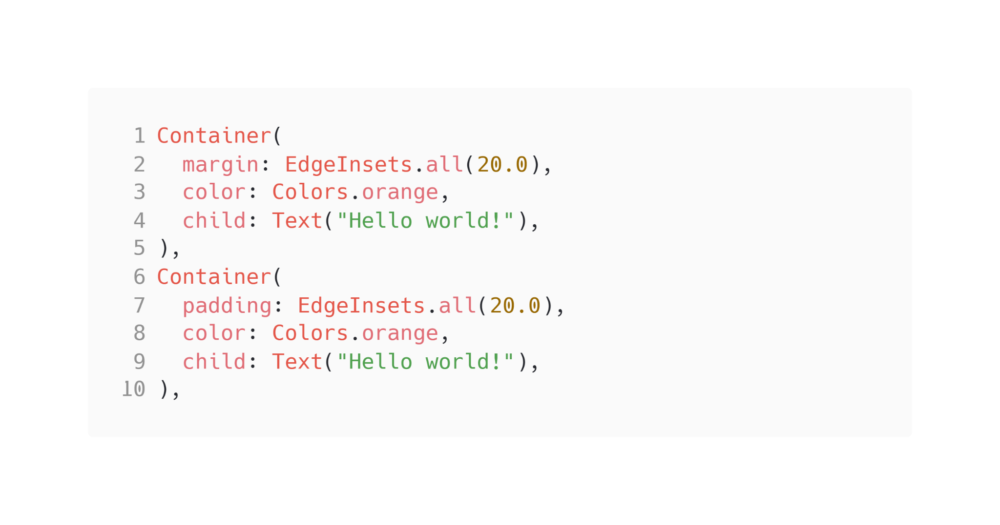 1 Container(
2   margin: EdgeInsets.all(20.0),
3   color: Colors.orange,
4   child: Text("Hello world!"),
5 ),
6 Container(
7   padding: EdgeInsets.all(20.0),
8   color: Colors.orange,
9   child: Text("Hello world!"),
10 ),